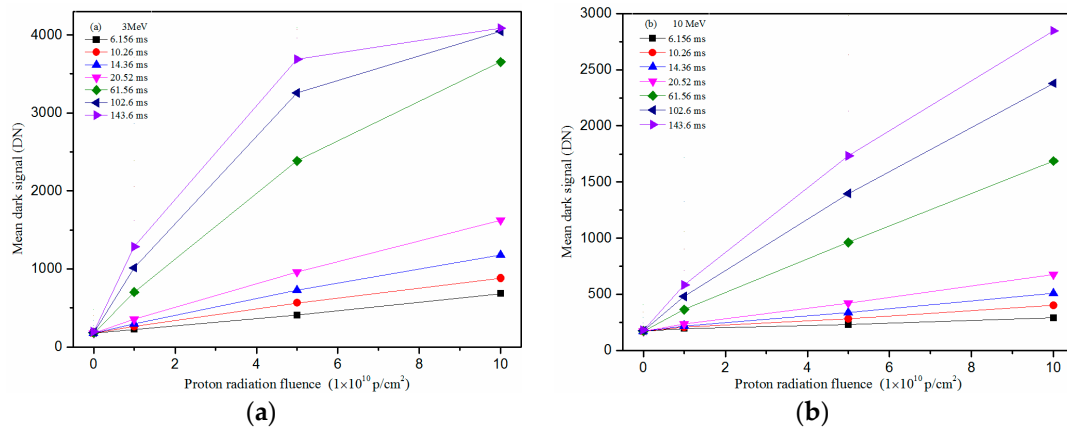 (a) 3MeV
6.156 ms
10.26 ms
14.36 ms
20.52 ms
61.56 ms
102.6 ms
143.6 ms
4000
3000
2000
1000
0
Mean dark signal (DN)
0 2 4 6 8 10
Proton radiation fluence (1×10¹⁰ p/cm²)
(a)
(b) 10 MeV
6.156 ms
10.26 ms
14.36 ms
20.52 ms
61.56 ms
102.6 ms
143.6 ms
3000
2500
2000
1500
1000
500
0
Mean dark signal (DN)
0 2 4 6 8 10
Proton radiation fluence (1×10¹⁰ p/cm²)
(b)